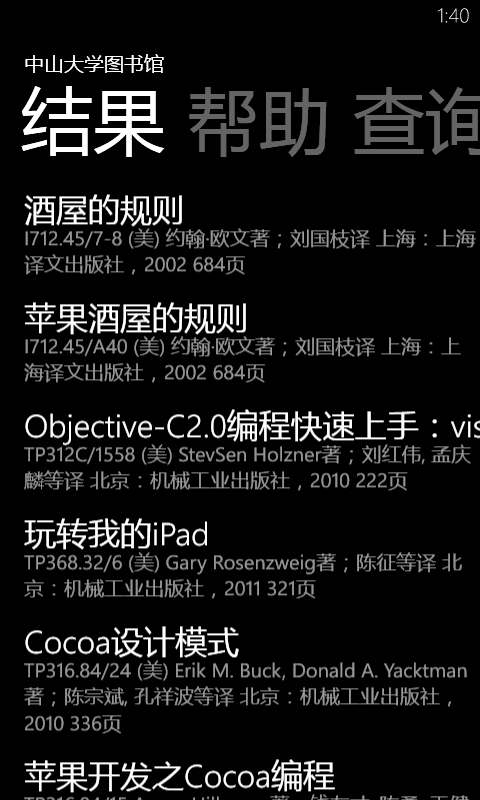 1:40
中山大学图书馆
结果 帮助 查询
酒屋的规则
I712.45/7-8 (美) 约翰·欧文著；刘国枝译 上海：上海
译文出版社，2002 684页
苹果酒屋的规则
I712.45/A40 (美) 约翰·欧文著；刘国枝译 上海：上
海译文出版社，2002 684页
Objective-C2.0编程快速上手：vis
TP312C/1558 (美) StevSen Holzner著；刘红伟, 孟庆
麟等译 北京：机械工业出版社，2010 222页
玩转我的iPad
TP368.32/6 (美) Gary Rosenzweig著；陈征等译 北
京：机械工业出版社，2011 321页
Cocoa设计模式
TP316.84/24 (美) Erik M. Buck, Donald A. Yacktman
著；陈宗斌, 孔祥波等译 北京：机械工业出版社，
2010 336页
苹果开发之Cocoa编程